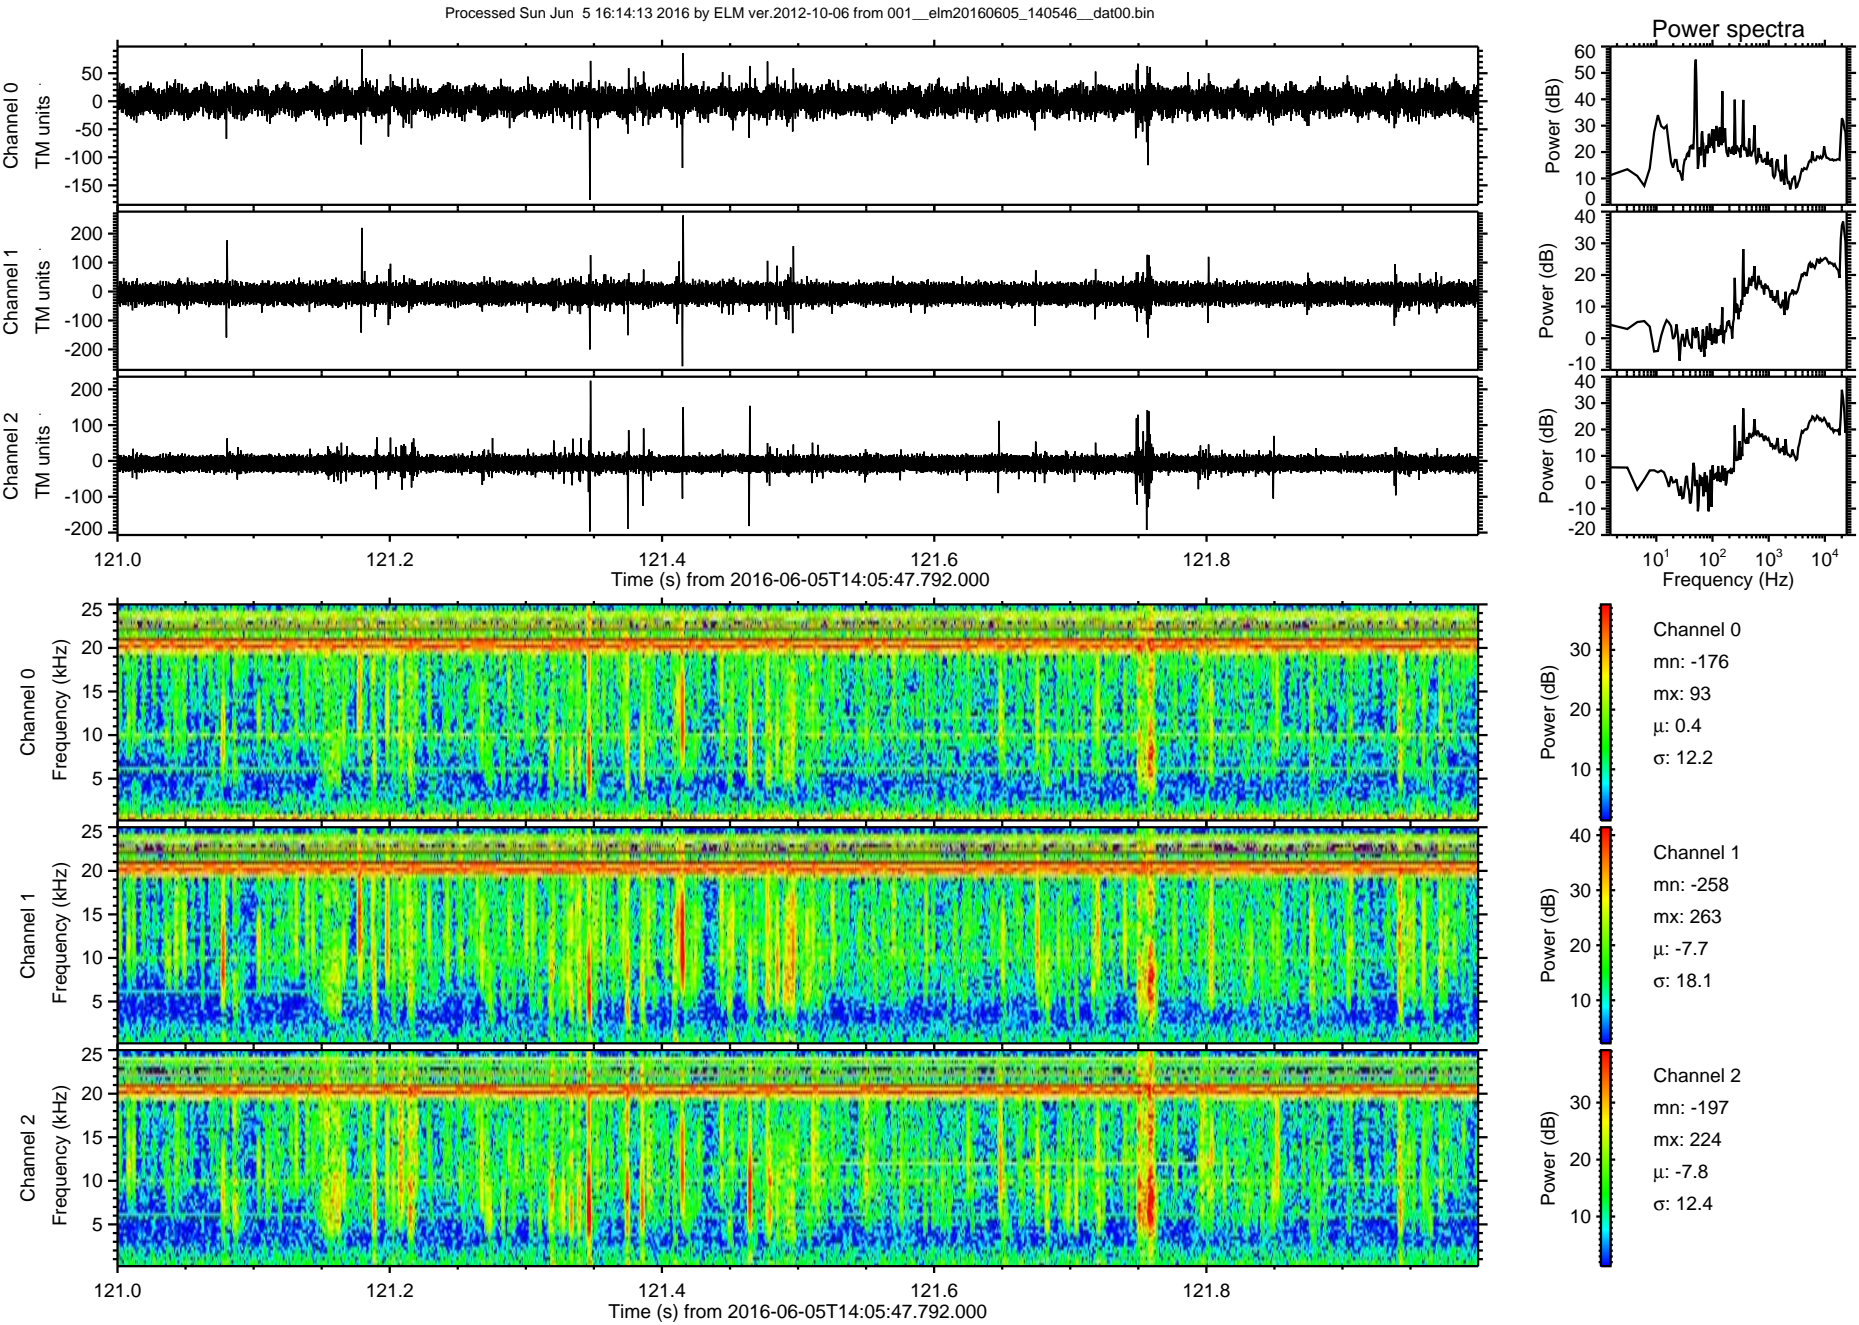 Processed Sun Jun  5 16:14:13 2016 by ELM ver.2012-10-06 from 001__elm20160605_140546__dat00.bin
Power spectra
Channel 0
TM units
50
0
-50
-100
-150
Power (dB)
60
50
40
30
20
10
0
Channel 1
TM units
200
100
0
-100
-200
Power (dB)
40
30
20
10
0
-10
Channel 2
TM units
200
100
0
-100
-200
Power (dB)
40
30
20
10
0
-10
-20
121.0 121.2 121.4 121.6 121.8
Time (s) from 2016-06-05T14:05:47.792.000
10¹ 10² 10³ 10⁴
Frequency (Hz)
Channel 0
Frequency (kHz)
25
20
15
10
5
Power (dB)
30
20
10
Channel 0
mn: -176
mx: 93
μ: 0.4
σ: 12.2
Channel 1
Frequency (kHz)
25
20
15
10
5
Power (dB)
40
30
20
10
Channel 1
mn: -258
mx: 263
μ: -7.7
σ: 18.1
Channel 2
Frequency (kHz)
25
20
15
10
5
Power (dB)
30
20
10
Channel 2
mn: -197
mx: 224
μ: -7.8
σ: 12.4
121.0 121.2 121.4 121.6 121.8
Time (s) from 2016-06-05T14:05:47.792.000